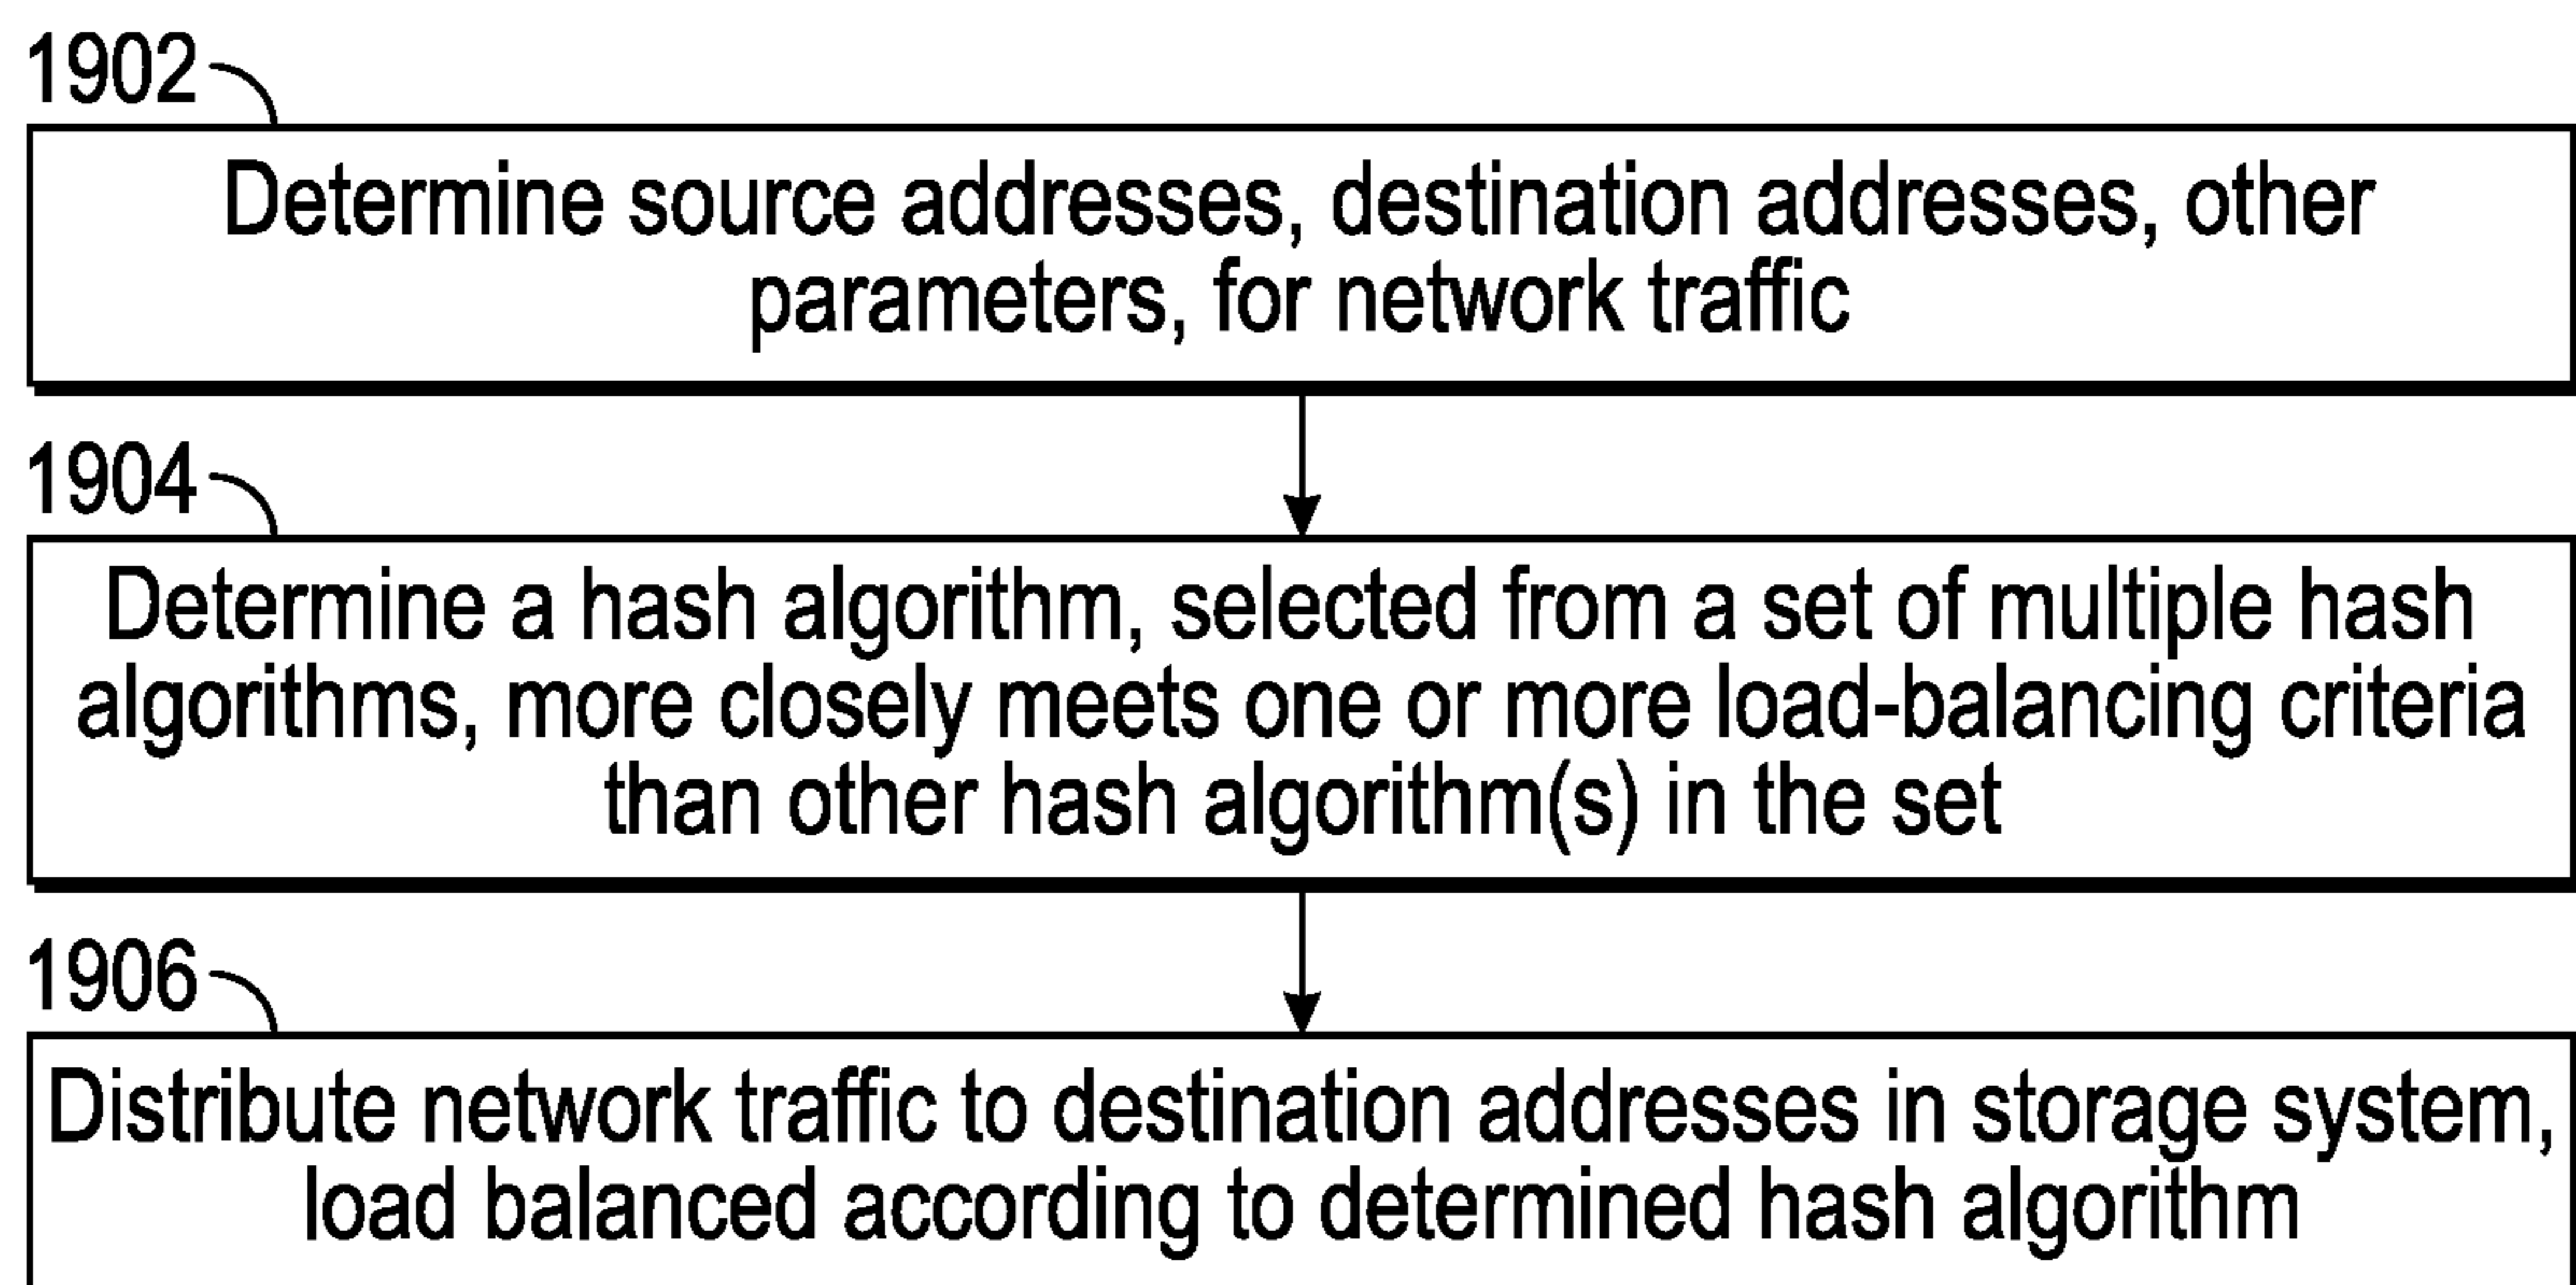 1902
Determine source addresses, destination addresses, other
parameters, for network traffic
1904
Determine a hash algorithm, selected from a set of multiple hash
algorithms, more closely meets one or more load-balancing criteria
than other hash algorithm(s) in the set
1906
Distribute network traffic to destination addresses in storage system,
load balanced according to determined hash algorithm